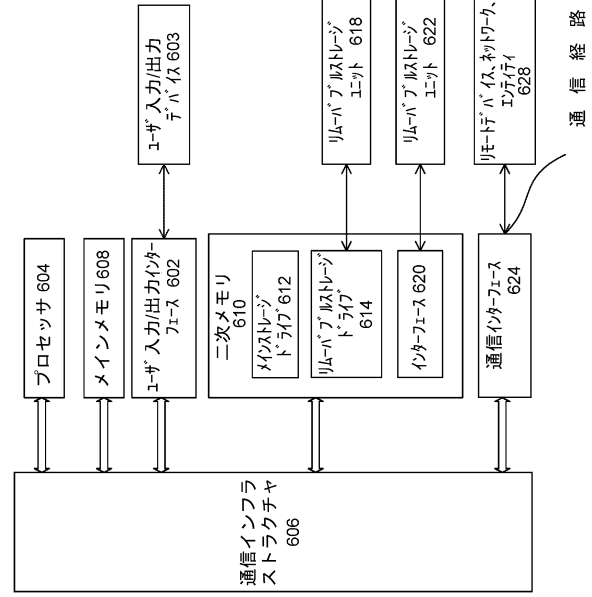 プロセッサ 604
メインメモリ 608
ユーザ入力/出力インター
フェース 602
ユーザ入力/出力
デバイス 603
二次メモリ
610
メインストレージ
ドライブ 612
リムーバブルストレージ
ドライブ
614
インターフェース 620
リムーバブルストレージ
ユニット 618
リムーバブルストレージ
ユニット 622
通信インターフェース
624
リモートデバイス、ネットワーク、
エンティティ
628
通信経路
通信インフラ
ストラクチャ
606